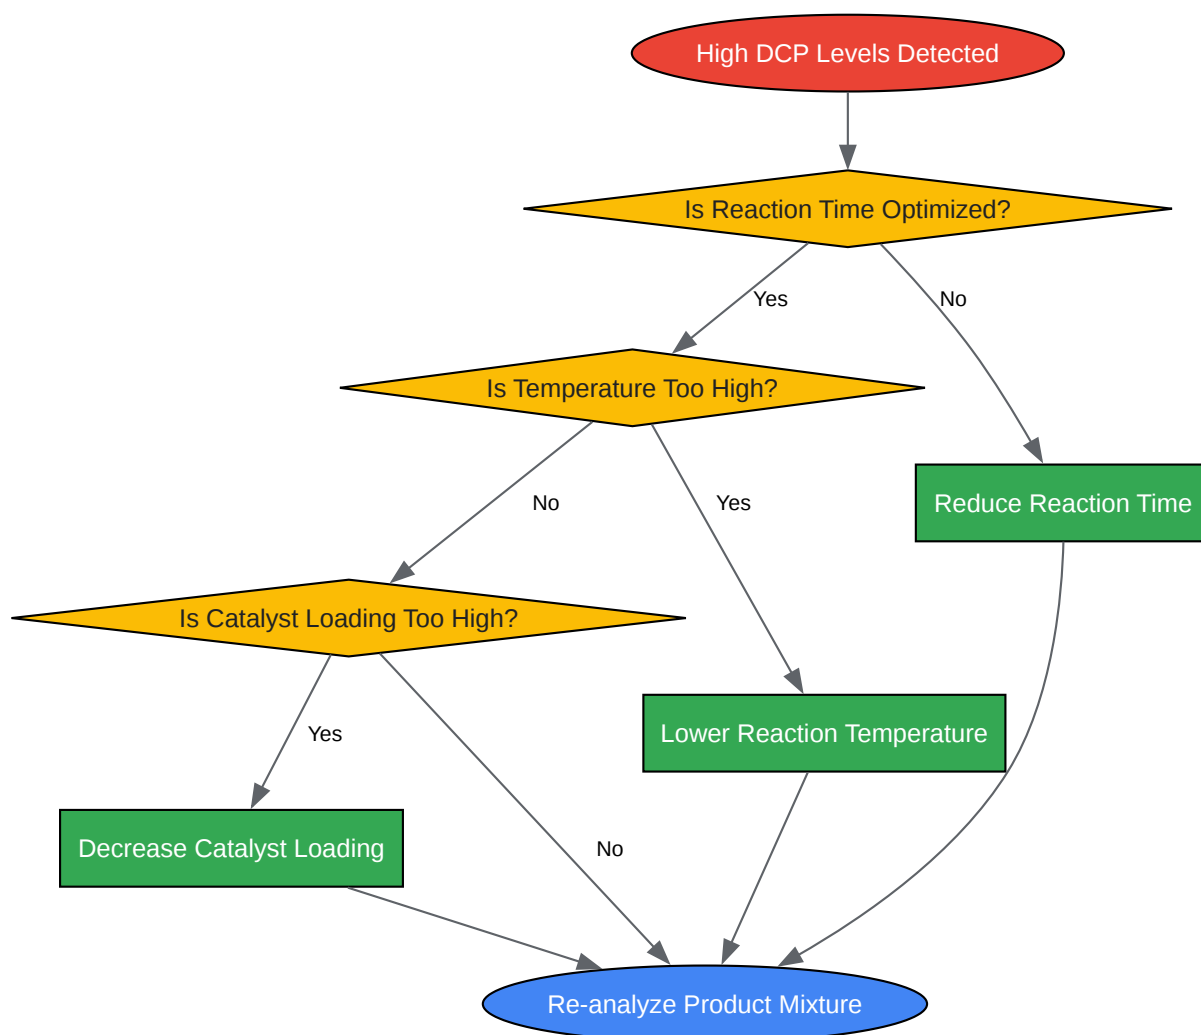 High DCP Levels Detected
Is Reaction Time Optimized?
Yes
No
Is Temperature Too High?
No
Yes
Reduce Reaction Time
Is Catalyst Loading Too High?
Yes
Lower Reaction Temperature
Decrease Catalyst Loading
No
Re-analyze Product Mixture